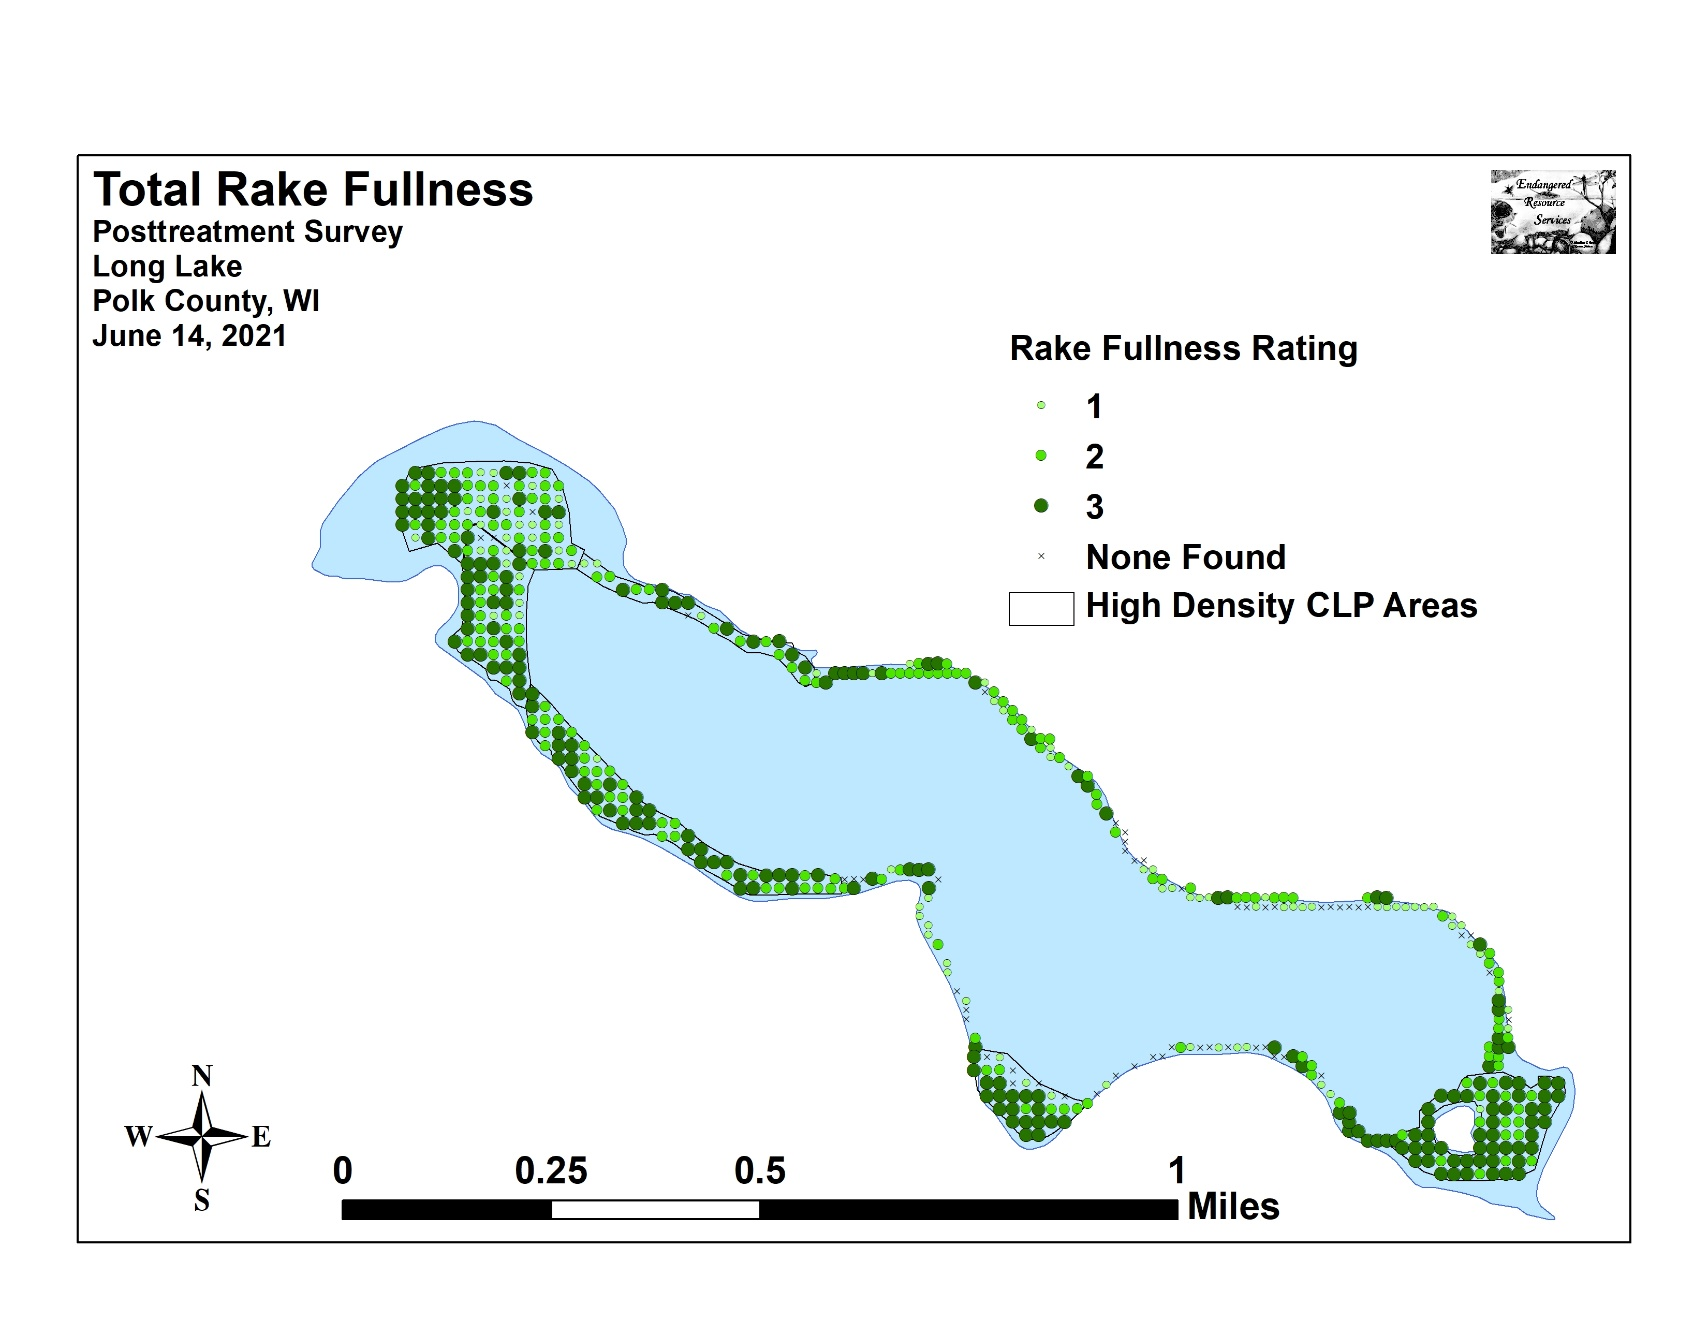 Total Rake Fullness
Posttreatment Survey
Long Lake
Polk County, WI
June 14, 2021
Endangered
Resource
Services
Rake Fullness Rating
1
2
3
None Found
High Density CLP Areas
N
W E
S
0 0.25 0.5 1
Miles